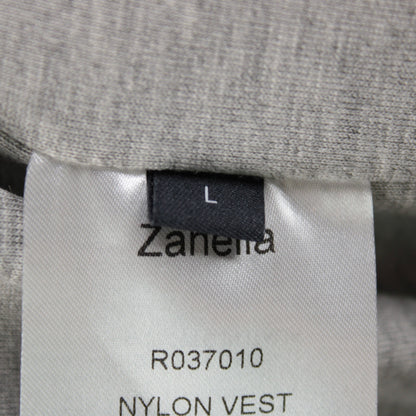 L
Zanella
R037010
NYLON VEST